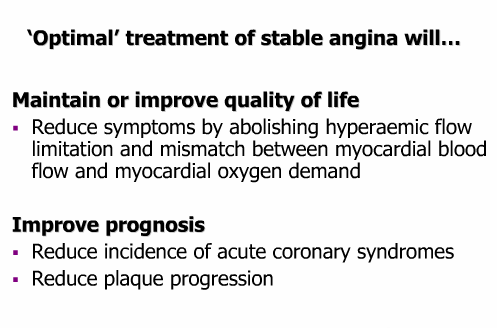 ‘Optimal’ treatment of stable angina will…
Maintain or improve quality of life
▪ Reduce symptoms by abolishing hyperaemic flow
limitation and mismatch between myocardial blood
flow and myocardial oxygen demand
Improve prognosis
▪ Reduce incidence of acute coronary syndromes
▪ Reduce plaque progression